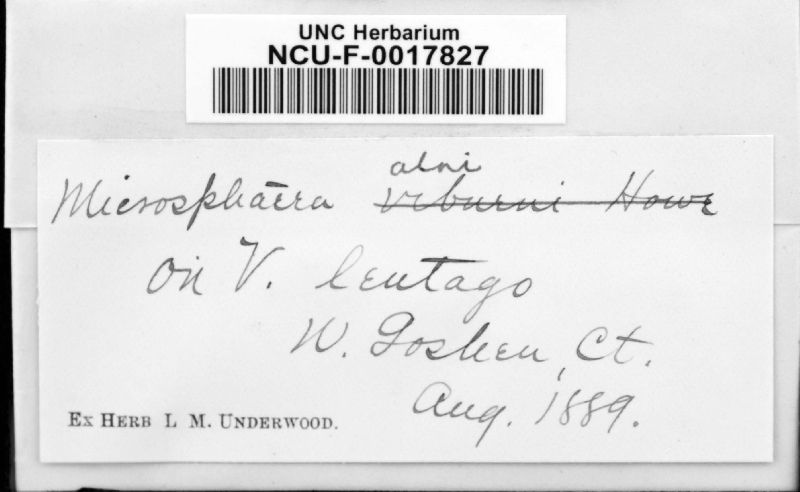 UNC Herbarium
NCU-F-0017827
alni
Microsphaera viburni Howe
on V. lentago
W. Goshen, Ct.
Aug. 1889.
Ex Herb L M. Underwood.